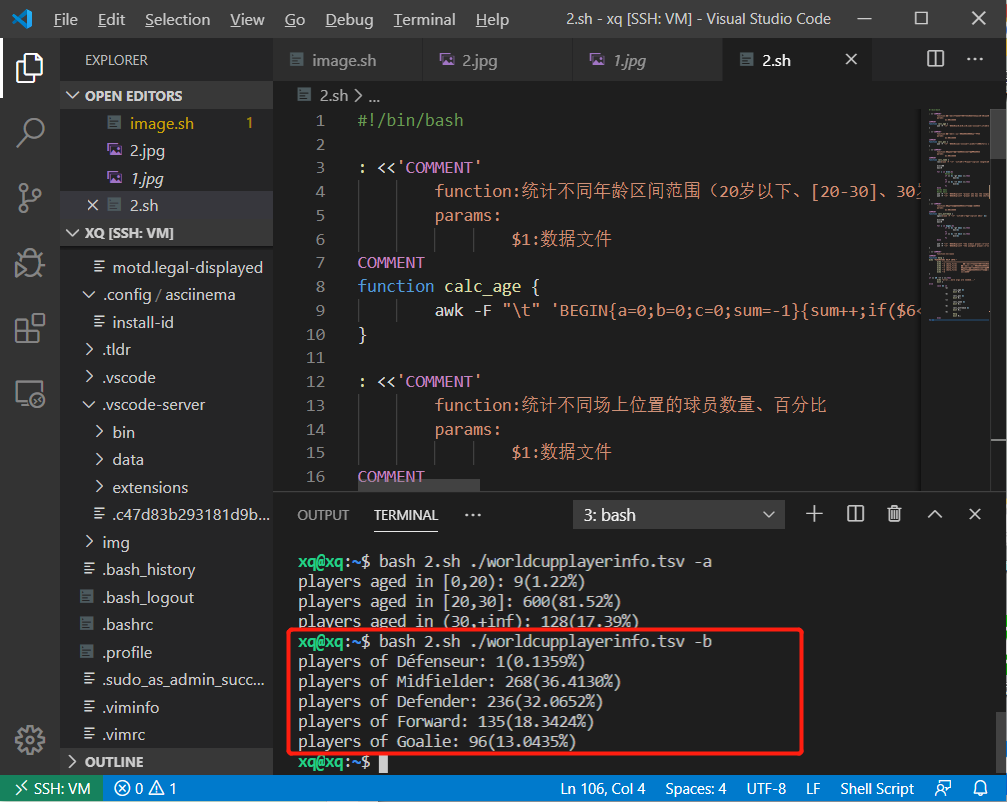 File Edit Selection View Go Debug Terminal Help 2.sh - xq [SSH: VM] - Visual Studio Code
EXPLORER
image.sh 2.jpg 1.jpg 2.sh
OPEN EDITORS
image.sh 1
2.jpg
1.jpg
2.sh
XQ [SSH: VM]
motd.legal-displayed
.config / asciinema
install-id
.tldr
.vscode
.vscode-server
bin
data
extensions
.c47d83b293181d9b...
img
.bash_history
.bash_logout
.bashrc
.profile
.sudo_as_admin_succ...
.viminfo
.vimrc
OUTLINE
2.sh > ...
1 #!/bin/bash
2
3 : <<'COMMENT'
4 function:统计不同年龄区间范围（20岁以下、[20-30]、30
5 params:
6 $1:数据文件
7 COMMENT
8 function calc_age {
9 awk -F "\t" 'BEGIN{a=0;b=0;c=0;sum=-1}{sum++;if($6<
10 }
11
12 : <<'COMMENT'
13 function:统计不同场上位置的球员数量、百分比
14 params:
15 $1:数据文件
16 COMMENT
OUTPUT TERMINAL ... 3: bash
xq@xq:~$ bash 2.sh ./worldcupplayerinfo.tsv -a
players aged in [0,20): 9(1.22%)
players aged in [20,30]: 600(81.52%)
players aged in (30,+inf): 128(17.39%)
xq@xq:~$ bash 2.sh ./worldcupplayerinfo.tsv -b
players of Défenseur: 1(0.1359%)
players of Midfielder: 268(36.4130%)
players of Defender: 236(32.0652%)
players of Forward: 135(18.3424%)
players of Goalie: 96(13.0435%)
xq@xq:~$
SSH: VM 0 1 Ln 106, Col 4 Spaces: 4 UTF-8 LF Shell Script